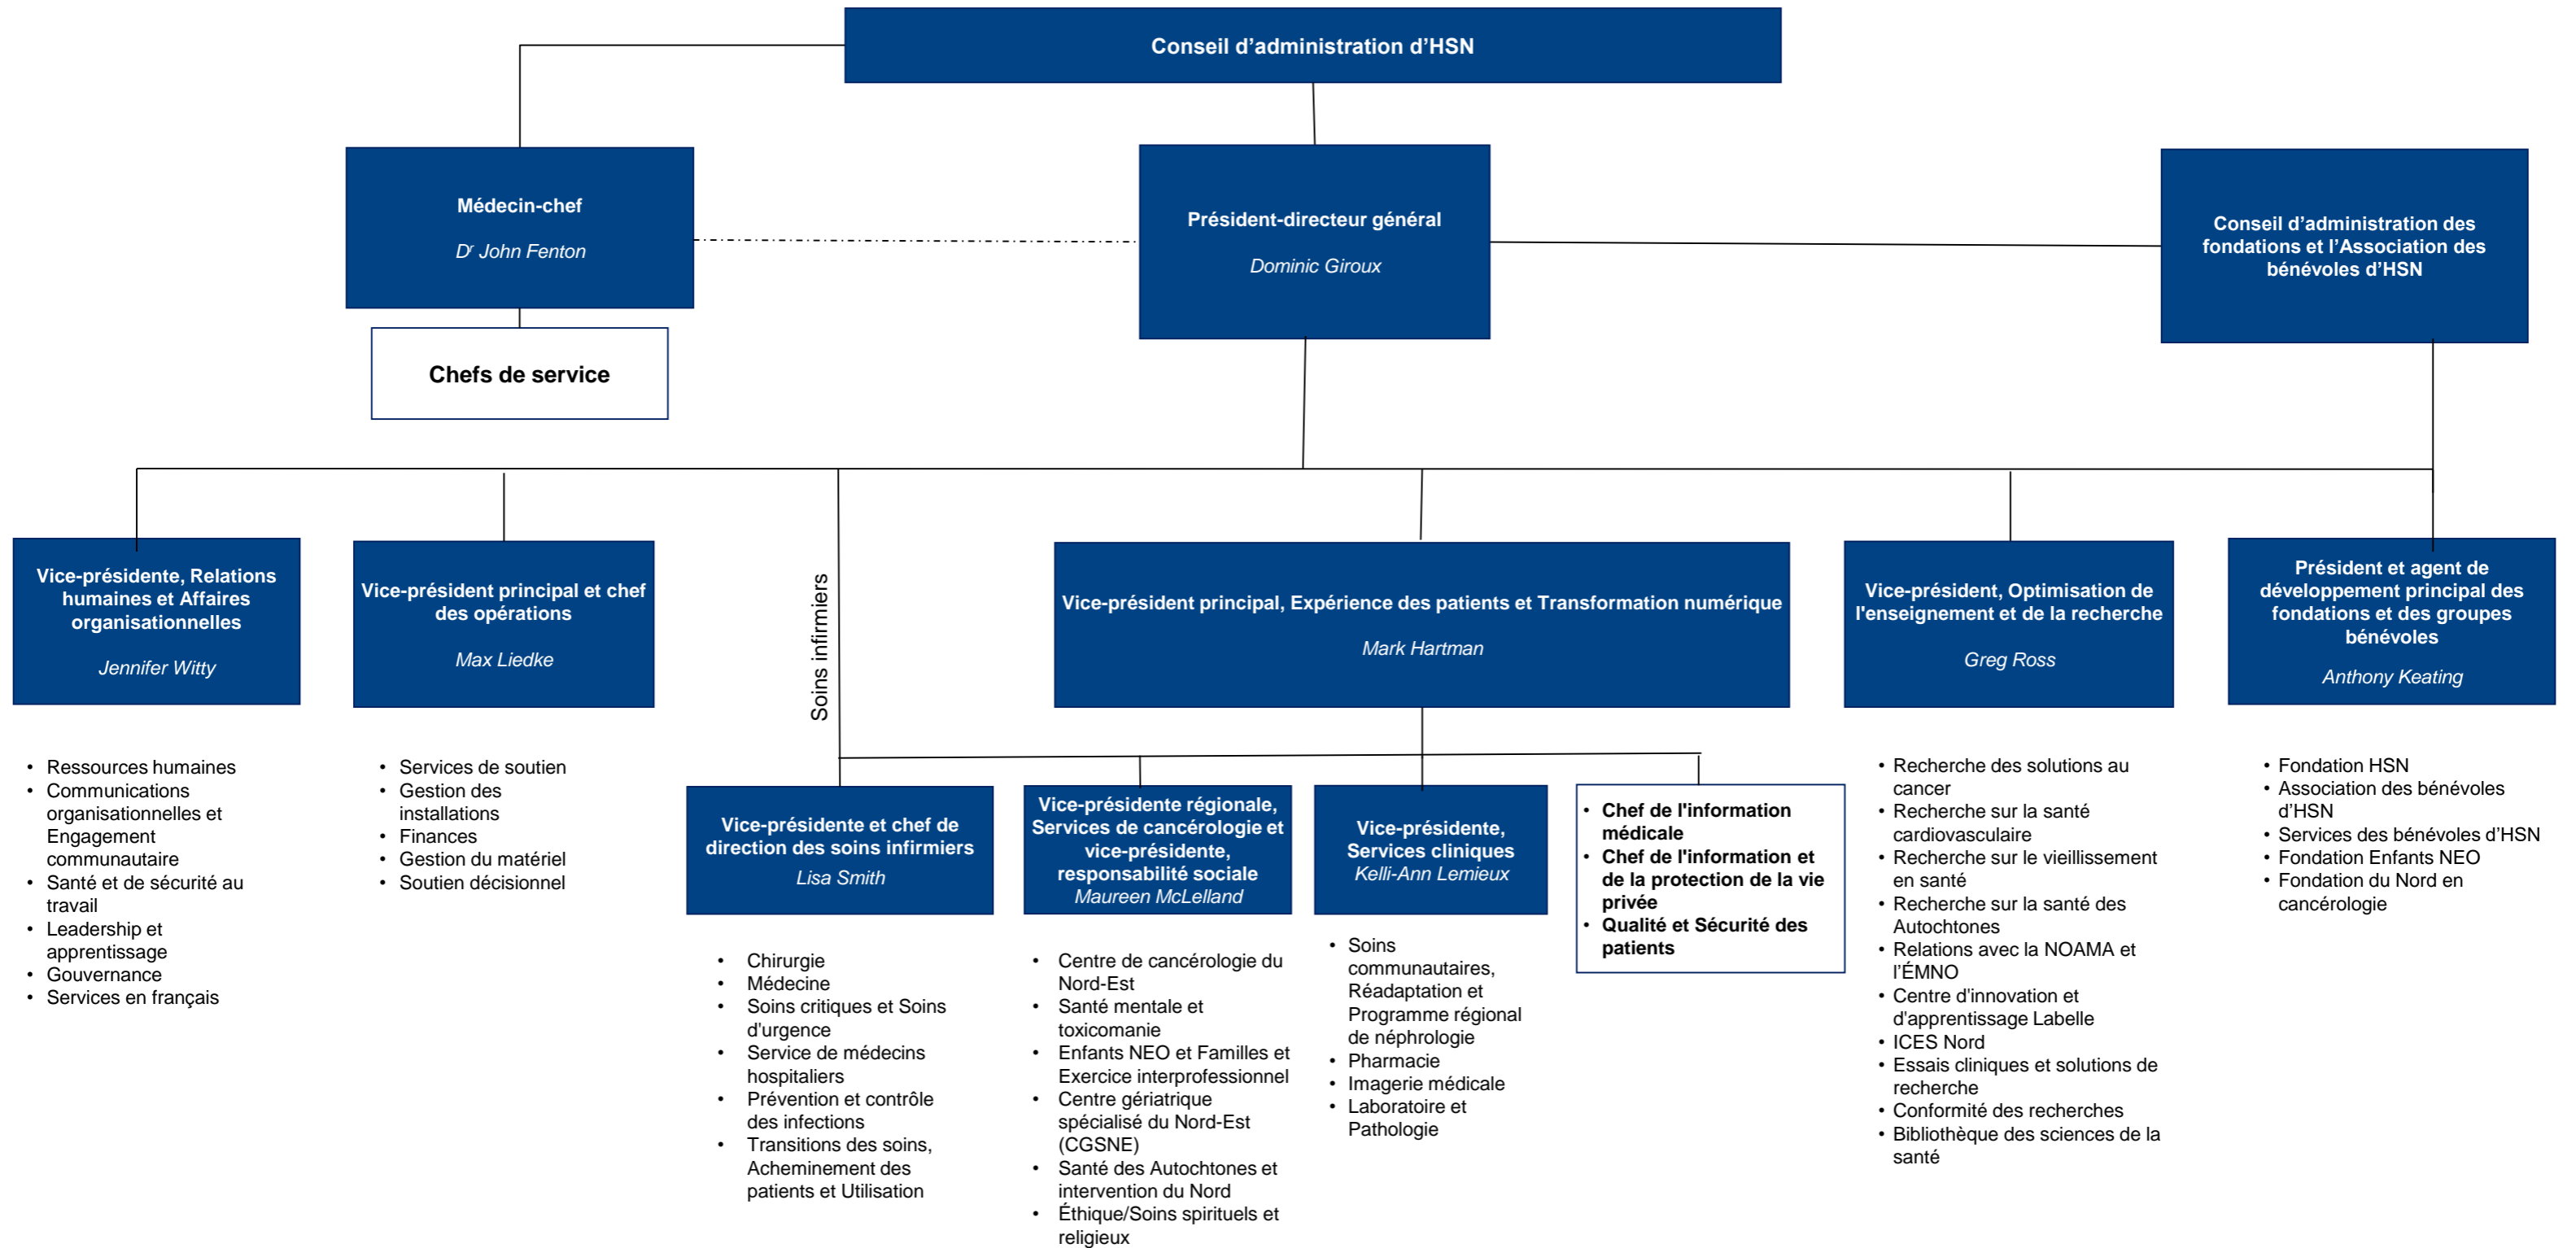 Conseil d’administration d’HSN
Médecin-chef
Dʳ John Fenton
Président-directeur général
Dominic Giroux
Conseil d’administration des
fondations et l’Association des
bénévoles d’HSN
Chefs de service
Vice-présidente, Relations
humaines et Affaires
organisationnelles
Jennifer Witty
Vice-président principal et chef
des opérations
Max Liedke
Soins infirmiers
Vice-président principal, Expérience des patients et Transformation numérique
Mark Hartman
Vice-président, Optimisation de
l'enseignement et de la recherche
Greg Ross
Président et agent de
développement principal des
fondations et des groupes
bénévoles
Anthony Keating
• Ressources humaines
• Communications
organisationnelles et
Engagement
communautaire
• Santé et de sécurité au
travail
• Leadership et
apprentissage
• Gouvernance
• Services en français
• Services de soutien
• Gestion des
installations
• Finances
• Gestion du matériel
• Soutien décisionnel
Vice-présidente et chef de
direction des soins infirmiers
Lisa Smith
• Chirurgie
• Médecine
• Soins critiques et Soins
d'urgence
• Service de médecins
hospitaliers
• Prévention et contrôle
des infections
• Transitions des soins,
Acheminement des
patients et Utilisation
Vice-présidente régionale,
Services de cancérologie et
vice-présidente,
responsabilité sociale
Maureen McLelland
• Centre de cancérologie du
Nord-Est
• Santé mentale et
toxicomanie
• Enfants NEO et Familles et
Exercice interprofessionnel
• Centre gériatrique
spécialisé du Nord-Est
(CGSNE)
• Santé des Autochtones et
intervention du Nord
• Éthique/Soins spirituels et
religieux
Vice-présidente,
Services cliniques
Kelli-Ann Lemieux
• Soins
communautaires,
Réadaptation et
Programme régional
de néphrologie
• Pharmacie
• Imagerie médicale
• Laboratoire et
Pathologie
• Chef de l'information
médicale
• Chef de l'information et
de la protection de la vie
privée
• Qualité et Sécurité des
patients
• Recherche des solutions au
cancer
• Recherche sur la santé
cardiovasculaire
• Recherche sur le vieillissement
en santé
• Recherche sur la santé des
Autochtones
• Relations avec la NOAMA et
l’ÉMNO
• Centre d'innovation et
d'apprentissage Labelle
• ICES Nord
• Essais cliniques et solutions de
recherche
• Conformité des recherches
• Bibliothèque des sciences de la
santé
• Fondation HSN
• Association des bénévoles
d’HSN
• Services des bénévoles d’HSN
• Fondation Enfants NEO
• Fondation du Nord en
cancérologie